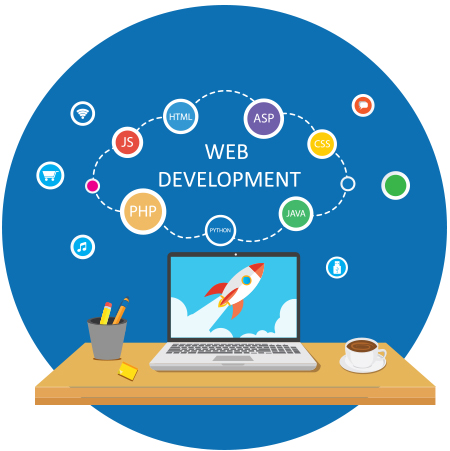 HTML
ASP
JS
CSS
WEB
DEVELOPMENT
PHP
JAVA
PYTHON